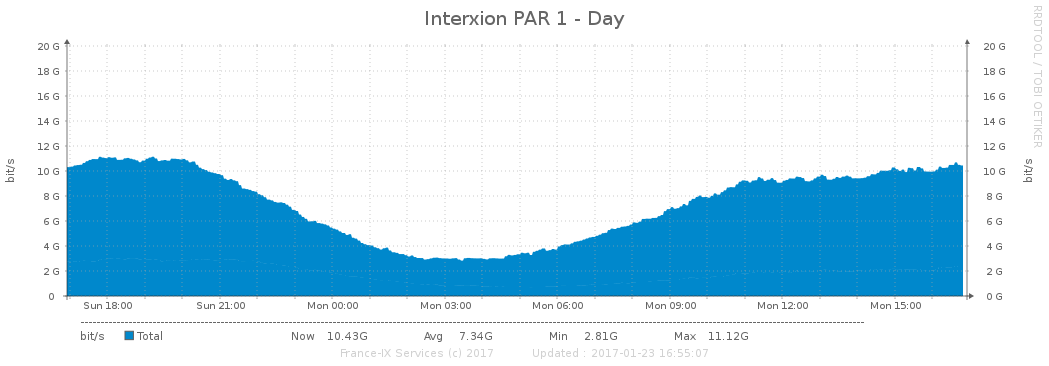 Interxion PAR 1 - Day
RRDTOOL / TOBI OETIKER
20 G 20 G
18 G 18 G
16 G 16 G
14 G 14 G
12 G 12 G
10 G 10 G
8 G 8 G
6 G 6 G
4 G 4 G
2 G 2 G
0 0 G
bit/s
bit/s
Sun 18:00 Sun 21:00 Mon 00:00 Mon 03:00 Mon 06:00 Mon 09:00 Mon 12:00 Mon 15:00
bit/s Total Now 10.43G Avg 7.34G Min 2.81G Max 11.12G
France-IX Services (c) 2017 Updated : 2017-01-23 16:55:07